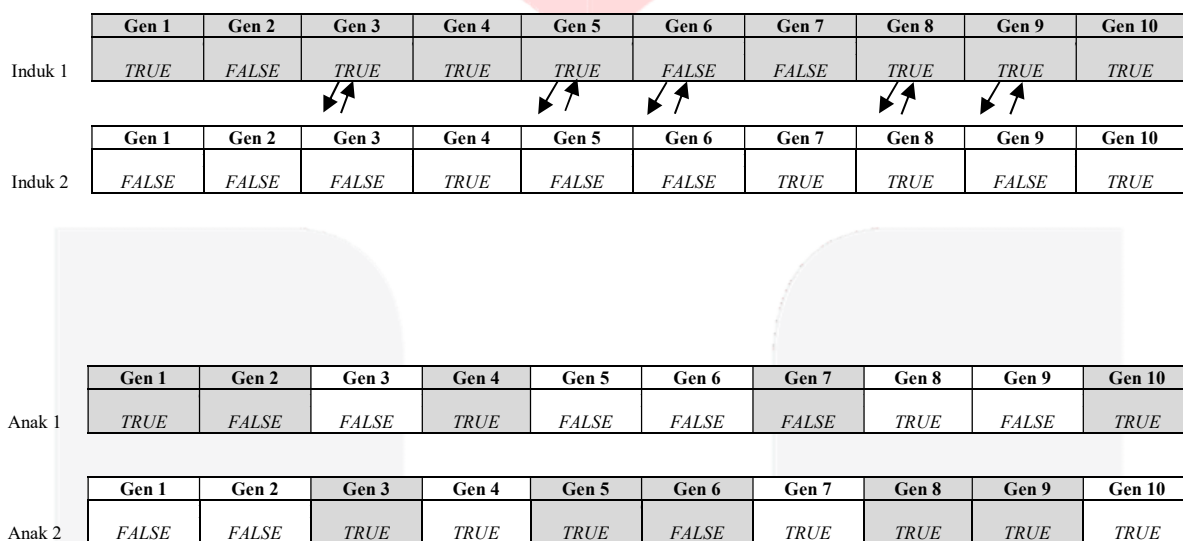 Gen 1 Gen 2 Gen 3 Gen 4 Gen 5 Gen 6 Gen 7 Gen 8 Gen 9 Gen 10
Induk 1 TRUE FALSE TRUE TRUE TRUE FALSE FALSE TRUE TRUE TRUE
Gen 1 Gen 2 Gen 3 Gen 4 Gen 5 Gen 6 Gen 7 Gen 8 Gen 9 Gen 10
Induk 2 FALSE FALSE FALSE TRUE FALSE FALSE TRUE TRUE FALSE TRUE
Gen 1 Gen 2 Gen 3 Gen 4 Gen 5 Gen 6 Gen 7 Gen 8 Gen 9 Gen 10
Anak 1 TRUE FALSE FALSE TRUE FALSE FALSE FALSE TRUE FALSE TRUE
Gen 1 Gen 2 Gen 3 Gen 4 Gen 5 Gen 6 Gen 7 Gen 8 Gen 9 Gen 10
Anak 2 FALSE FALSE TRUE TRUE TRUE FALSE TRUE TRUE TRUE TRUE